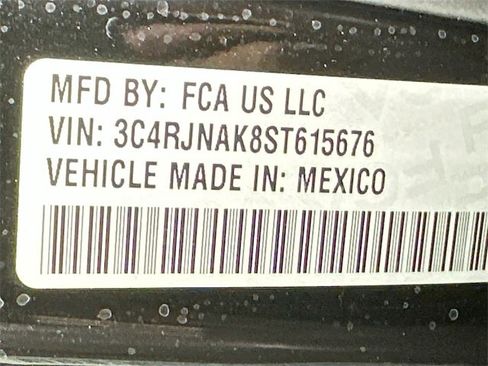 MFD BY: FCA US LLC
VIN: 3C4RJNAK8ST615676
VEHICLE MADE IN: MEXICO